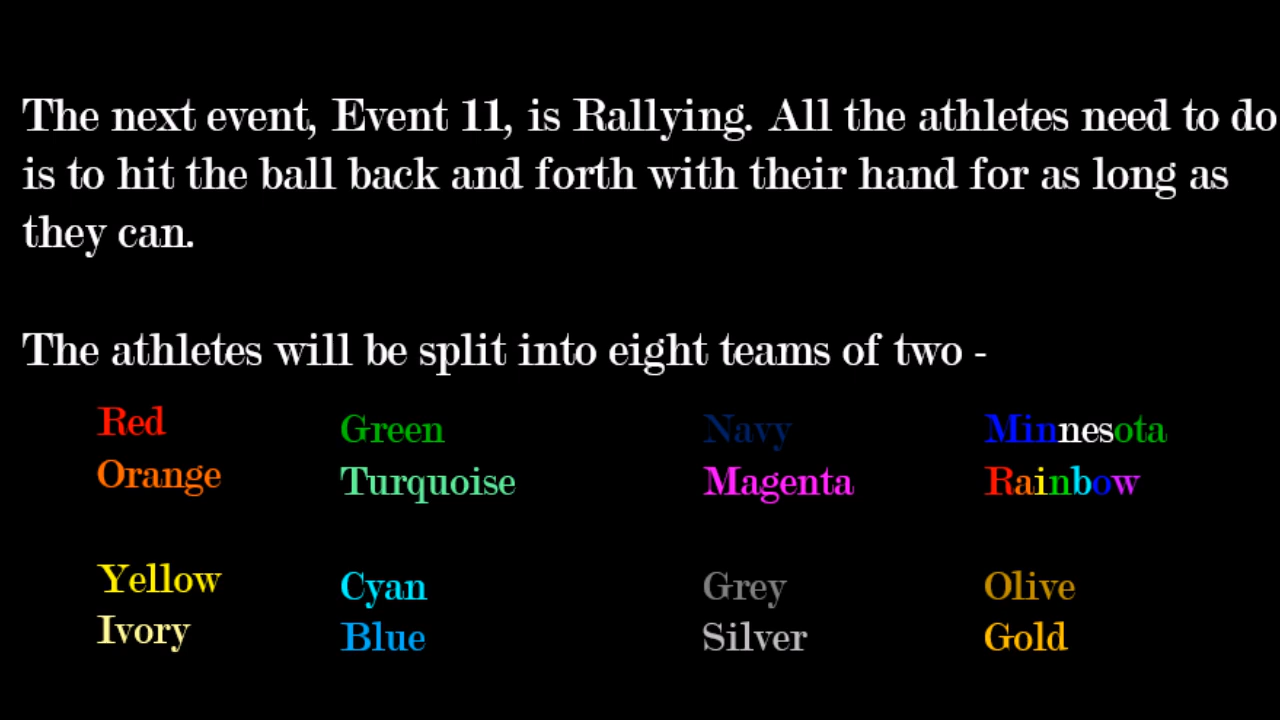 The next event, Event 11, is Rallying. All the athletes need to do
is to hit the ball back and forth with their hand for as long as
they can.
The athletes will be split into eight teams of two -
Red
Orange
Green
Turquoise
Navy
Magenta
Minnesota
Rainbow
Yellow
Ivory
Cyan
Blue
Grey
Silver
Olive
Gold